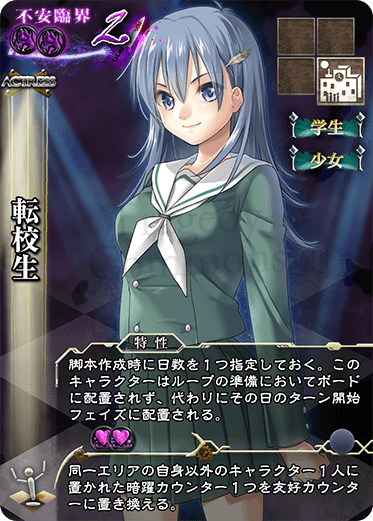 不安臨界
2
ACTRESS
学生
少女
転校生
特性
脚本作成時に日数を１つ指定しておく。この
キャラクターはループの準備においてボード
に配置されず、代わりにその日のターン開始
フェイズに配置される。
同一エリアの自身以外のキャラクター１人に
置かれた暗躍カウンター１つを友好カウンター
に置き換える。